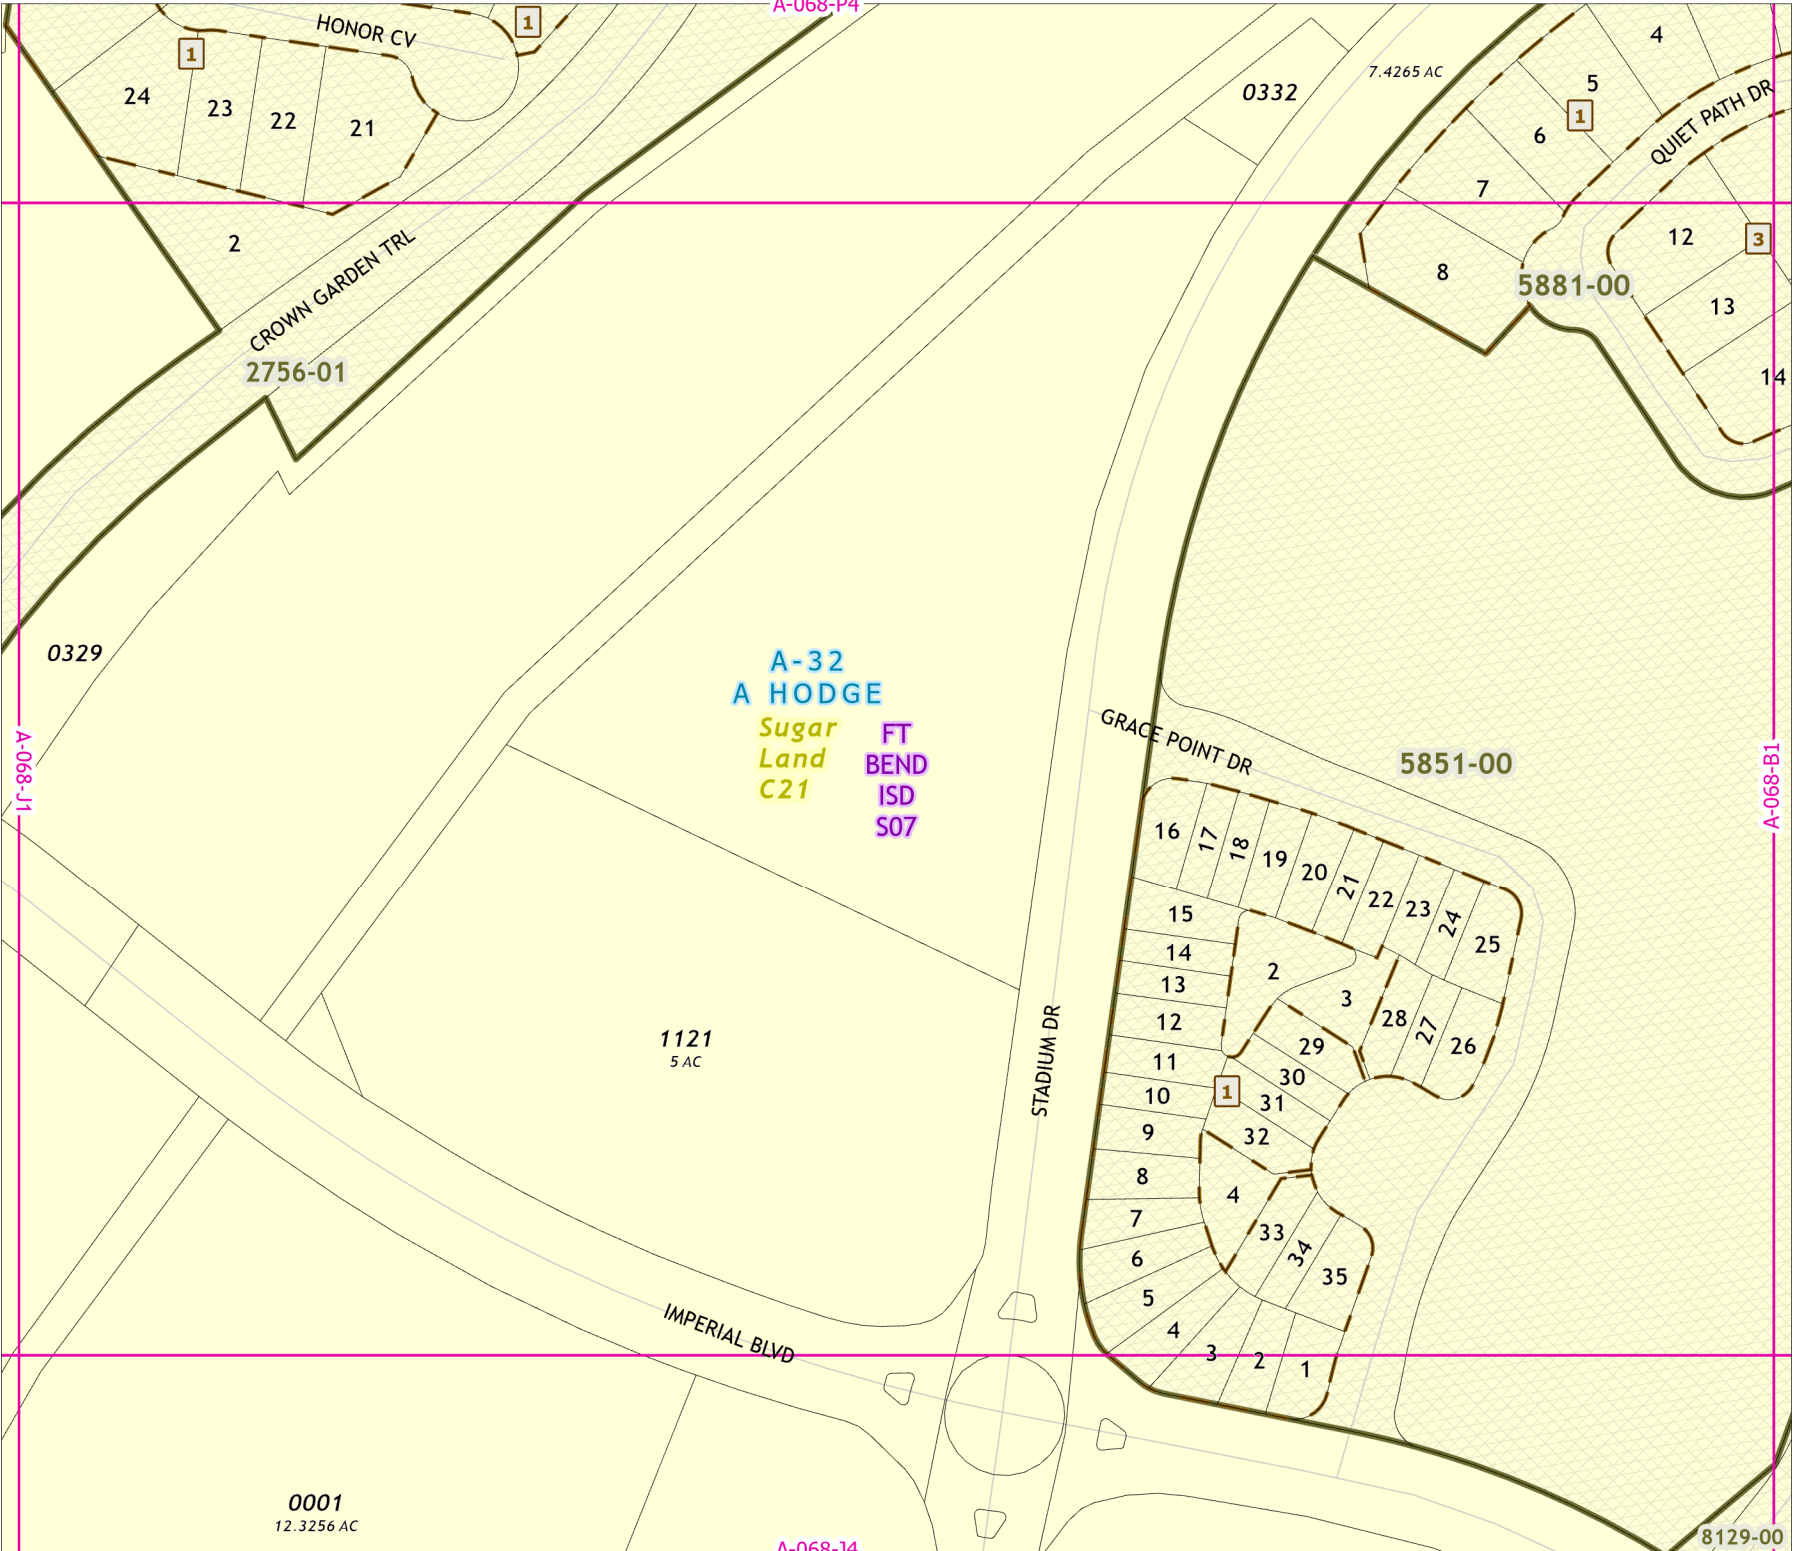 A-068-P4
HONOR CV
1
1
24
23
22
21
2
CROWN GARDEN TRL
2756-01
0332
7.4265 AC
4
5
1
6
7
8
QUIET PATH DR
12
3
5881-00
13
14
0329
A-32
A HODGE
Sugar
Land
C21
FT
BEND
ISD
S07
A-068-J1
A-068-B1
GRACE POINT DR
5851-00
16
17
18
19
20
21
22
23
24
25
15
14
13
12
11
10
9
8
7
6
5
4
3
2
1
2
3
28
27
26
29
30
31
32
1
4
33
34
35
1121
5 AC
STADIUM DR
IMPERIAL BLVD
0001
12.3256 AC
A-068-J4
8129-00